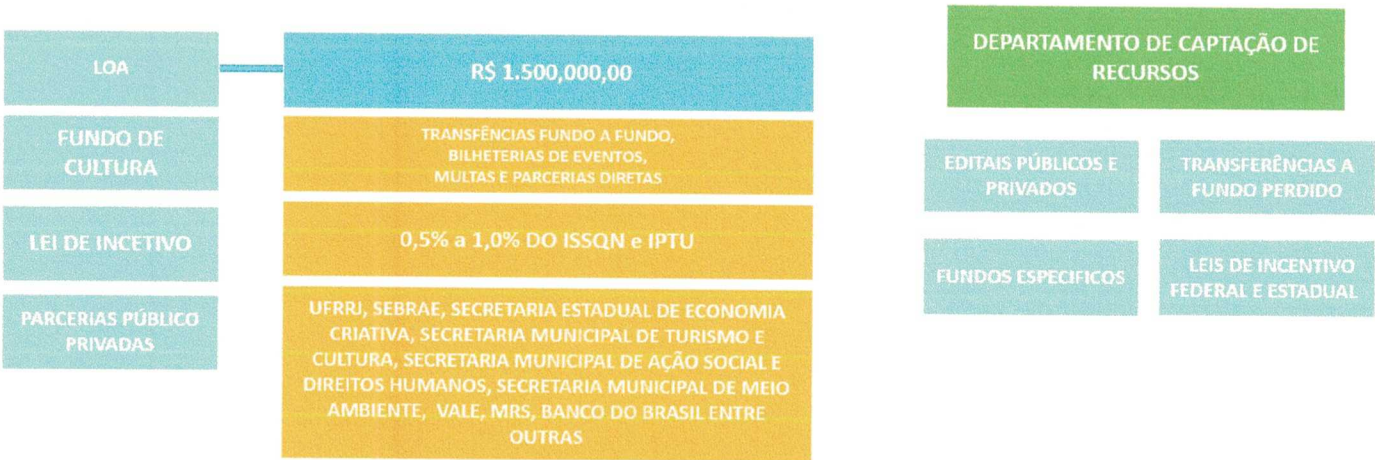 LOA
R$ 1.500,000,00
FUNDO DE
CULTURA
TRANSFÊNCIAS FUNDO A FUNDO,
BILHETERIAS DE EVENTOS,
MULTAS E PARCERIAS DIRETAS
LEI DE INCETIVO
0,5% a 1,0% DO ISSQN e IPTU
PARCERIAS PÚBLICO
PRIVADAS
UFRRJ, SEBRAE, SECRETARIA ESTADUAL DE ECONOMIA
CRIATIVA, SECRETARIA MUNICIPAL DE TURISMO E
CULTURA, SECRETARIA MUNICIPAL DE AÇÃO SOCIAL E
DIREITOS HUMANOS, SECRETARIA MUNICIPAL DE MEIO
AMBIENTE, VALE, MRS, BANCO DO BRASIL ENTRE
OUTRAS
DEPARTAMENTO DE CAPTAÇÃO DE
RECURSOS
EDITAIS PÚBLICOS E
PRIVADOS
TRANSFERÊNCIAS A
FUNDO PERDIDO
FUNDOS ESPECIFICOS
LEIS DE INCENTIVO
FEDERAL E ESTADUAL